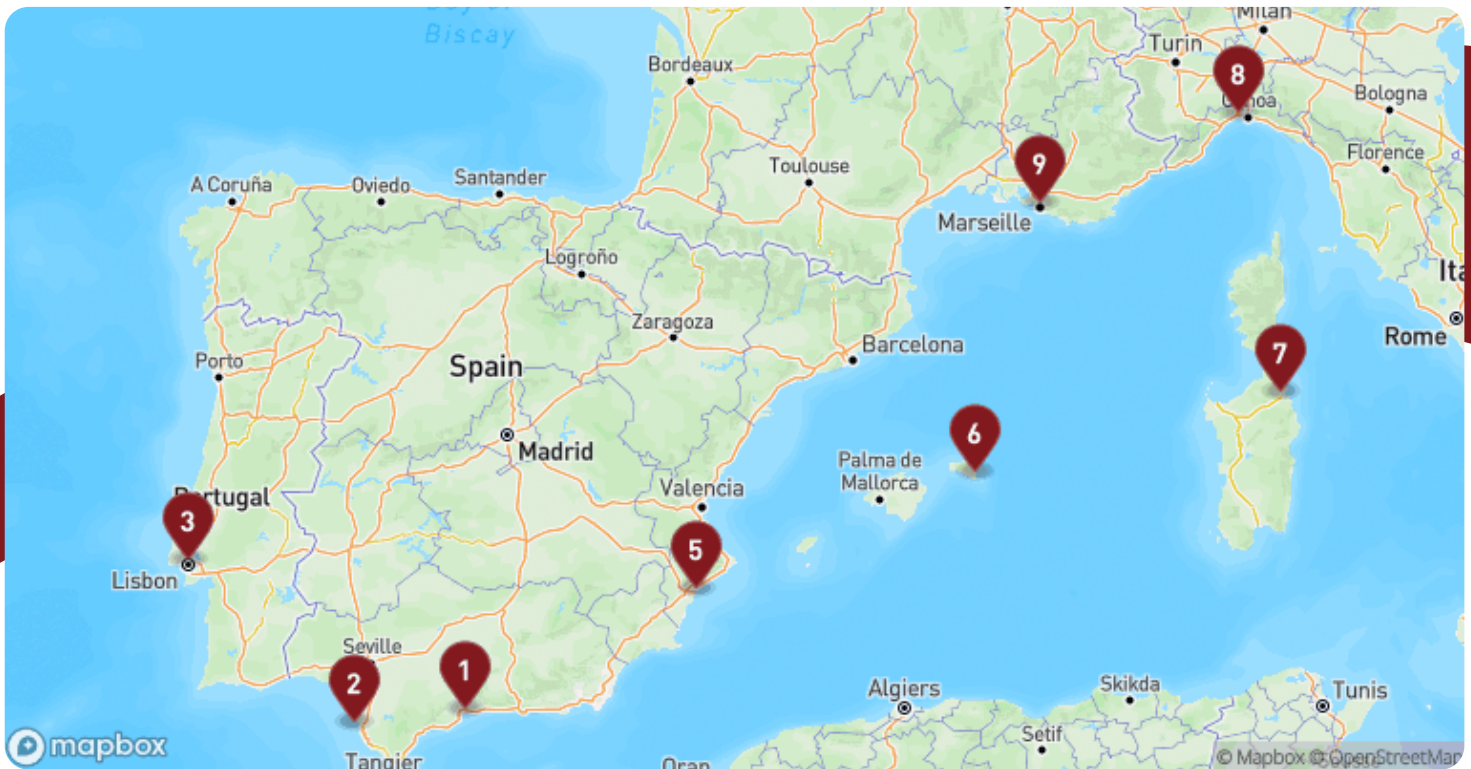 Bay of
Biscay
Milan
Turin
Bordeaux
8
Genoa
Bologna
Toulouse
Florence
9
A Coruña
Oviedo
Santander
Marseille
Logroño
Ita
Zaragoza
Rome
Barcelona
Porto
Spain
7
6
Madrid
Palma de
Mallorca
Valencia
Portugal
3
5
Lisbon
Seville
1
2
Algiers
Skikda
Tunis
Setif
mapbox
Tangier
Oran
© Mapbox © OpenStreetMap